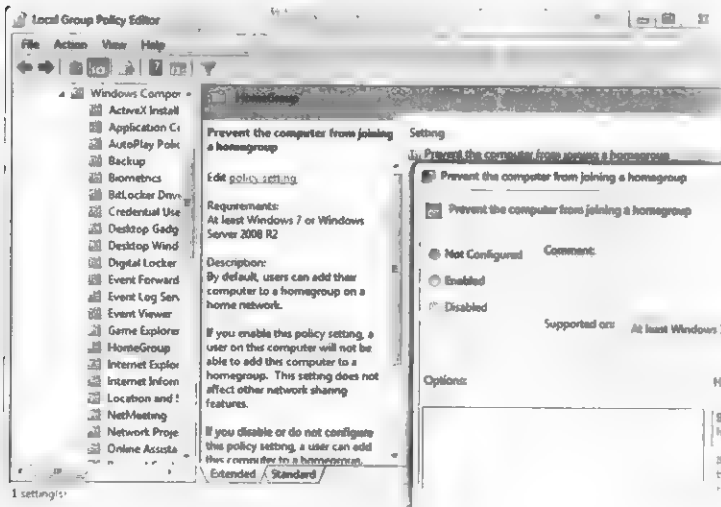 Local Group Policy Editor
File Action View Help
Windows Compor
ActiveX Install
Application Co
AutoPlay Polic
Backup
Biometrics
BitLocker Drive
Credential Use
Desktop Gadg
Desktop Wind
Digital Locker
Event Forward
Event Log Serv
Event Viewer
Game Explorer
HomeGroup
Internet Explor
Internet Inform
Location and
NetMeeting
Network Proje
Online Assista
1 setting(s)
HomeGroup
Prevent the computer from joining
a homegroup
Edit policy setting
Requirements:
At least Windows 7 or Windows
Server 2008 R2
Description:
By default, users can add their
computer to a homegroup on a
home network.
If you enable this policy setting, a
user on this computer will not be
able to add this computer to a
homegroup. This setting does not
affect other network sharing
features.
If you disable or do not configure
this policy setting, a user can add
this computer to a homegroup.
Extended Standard
Setting
Prevent the computer from joining a homegroup
Prevent the computer from joining a homegroup
Prevent the computer from joining a homegroup
Not Configured
Comment:
Enabled
Disabled
Supported on:
At least Windows
Options: